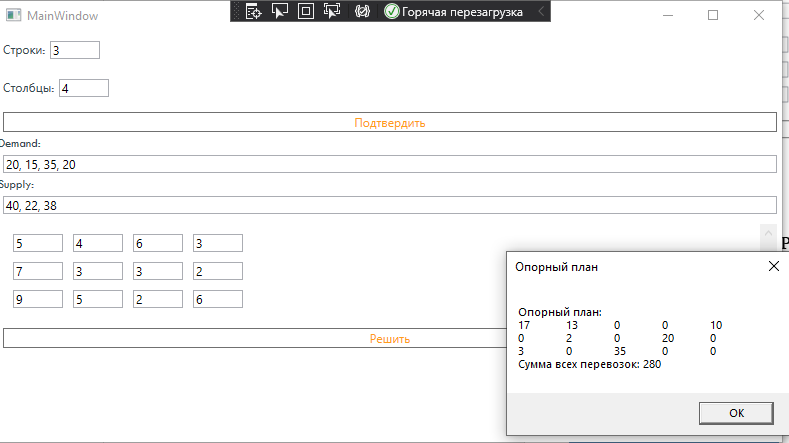 MainWindow
Горячая перезагрузка
Строки: 3
Столбцы: 4
Подтвердить
Demand:
20, 15, 35, 20
Supply:
40, 22, 38
5 4 6 3
7 3 3 2
9 5 2 6
Решить
Опорный план
Опорный план:
17 13 0 0 10
0 2 0 20 0
3 0 35 0 0
Сумма всех перевозок: 280
OK